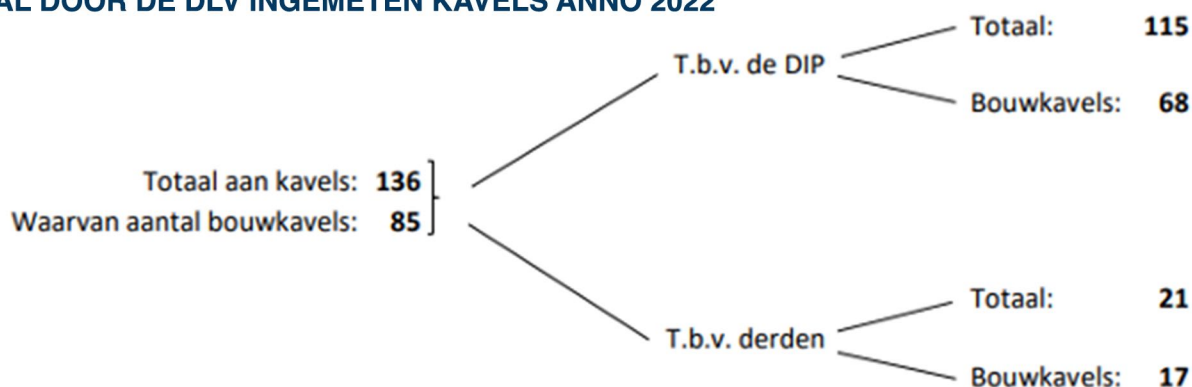 AL DOOR DE DLV INGEMETEN KAVELS ANNO 2022
Totaal aan kavels: 136
Waarvan aantal bouwkavels: 85
T.b.v. de DIP
Totaal: 115
Bouwkavels: 68
T.b.v. derden
Totaal: 21
Bouwkavels: 17